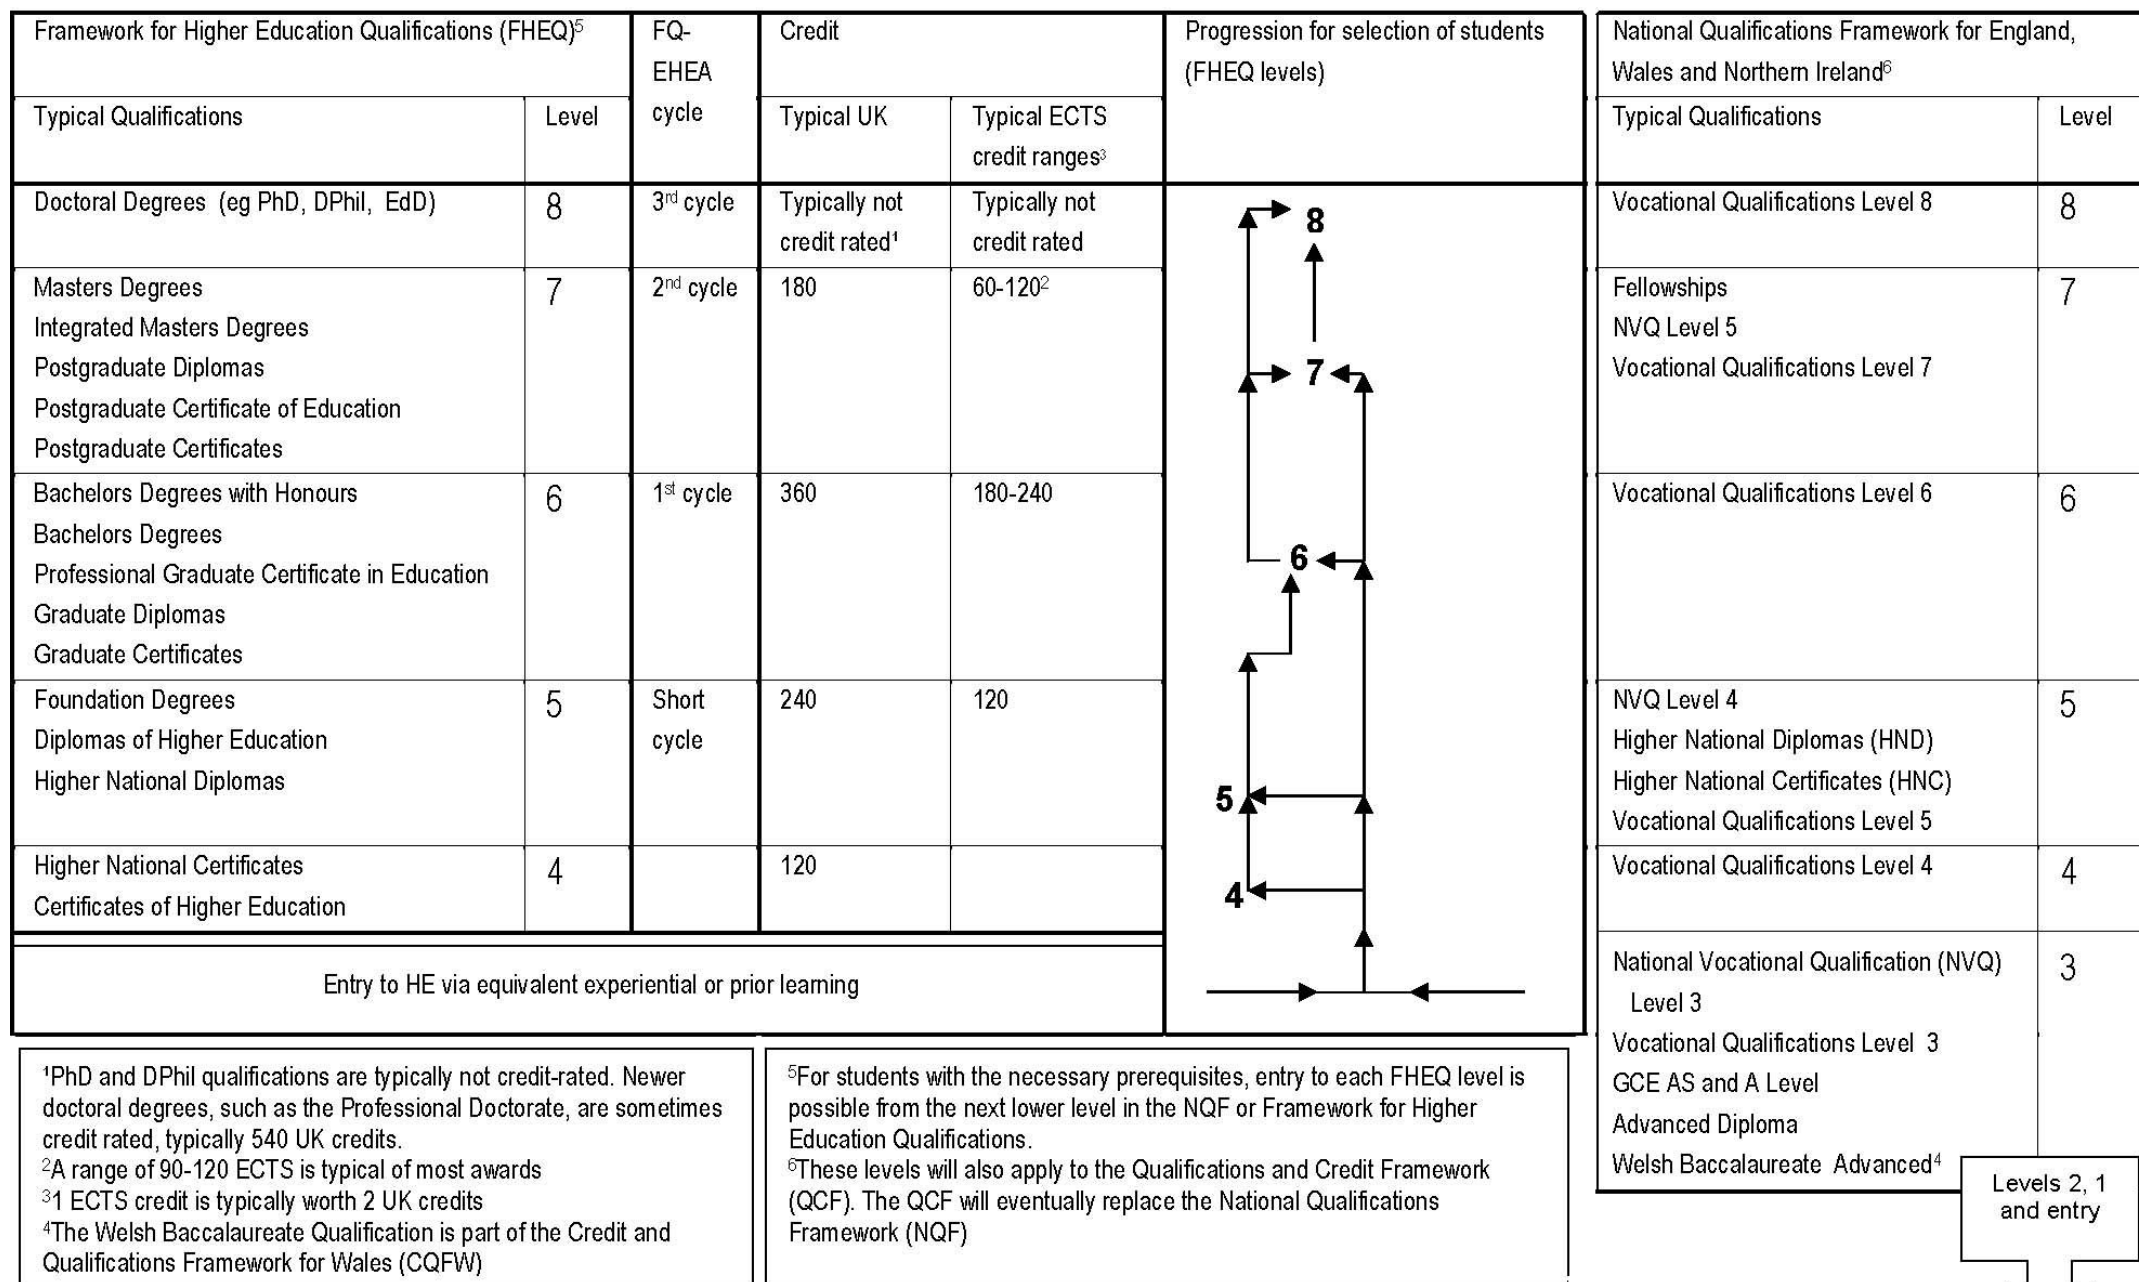 Framework for Higher Education Qualifications (FHEQ)⁵
FQ-
EHEA
cycle
Credit
Progression for selection of students
(FHEQ levels)
National Qualifications Framework for England,
Wales and Northern Ireland⁶
Typical Qualifications
Level
Typical UK
Typical ECTS
credit ranges³
Typical Qualifications
Level
Doctoral Degrees (eg PhD, DPhil, EdD)
8
3rd cycle
Typically not
credit rated¹
Typically not
credit rated
8
Vocational Qualifications Level 8
8
Masters Degrees
Integrated Masters Degrees
Postgraduate Diplomas
Postgraduate Certificate of Education
Postgraduate Certificates
7
2nd cycle
180
60-120²
7
Fellowships
NVQ Level 5
Vocational Qualifications Level 7
7
Bachelors Degrees with Honours
Bachelors Degrees
Professional Graduate Certificate in Education
Graduate Diplomas
Graduate Certificates
6
1st cycle
360
180-240
6
Vocational Qualifications Level 6
6
Foundation Degrees
Diplomas of Higher Education
Higher National Diplomas
5
Short
cycle
240
120
5
NVQ Level 4
Higher National Diplomas (HND)
Higher National Certificates (HNC)
Vocational Qualifications Level 5
5
Higher National Certificates
Certificates of Higher Education
4
120
4
Vocational Qualifications Level 4
4
Entry to HE via equivalent experiential or prior learning
National Vocational Qualification (NVQ)
Level 3
Vocational Qualifications Level 3
GCE AS and A Level
Advanced Diploma
Welsh Baccalaureate Advanced⁴
3
Levels 2, 1
and entry
¹PhD and DPhil qualifications are typically not credit-rated. Newer
doctoral degrees, such as the Professional Doctorate, are sometimes
credit rated, typically 540 UK credits.
²A range of 90-120 ECTS is typical of most awards
³1 ECTS credit is typically worth 2 UK credits
⁴The Welsh Baccalaureate Qualification is part of the Credit and
Qualifications Framework for Wales (CQFW)
⁵For students with the necessary prerequisites, entry to each FHEQ level is
possible from the next lower level in the NQF or Framework for Higher
Education Qualifications.
⁶These levels will also apply to the Qualifications and Credit Framework
(QCF). The QCF will eventually replace the National Qualifications
Framework (NQF)